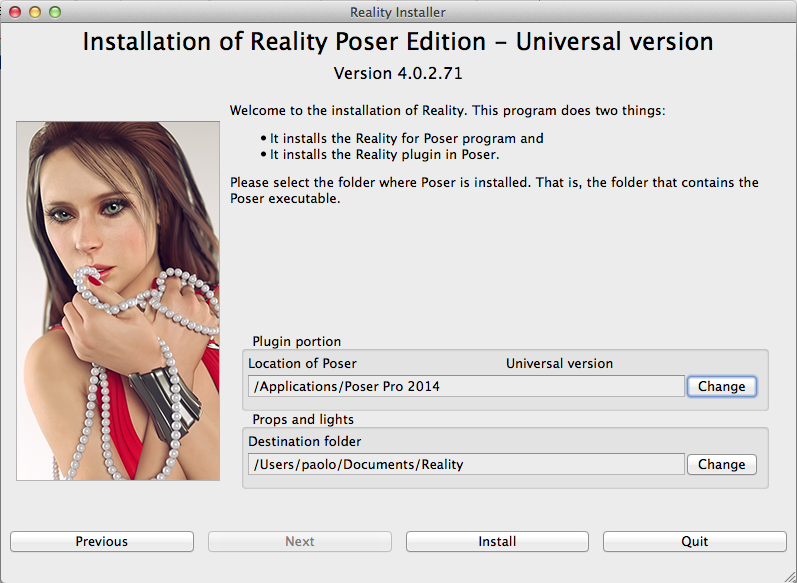 Reality Installer
Installation of Reality Poser Edition – Universal version
Version 4.0.2.71
Welcome to the installation of Reality. This program does two things:
• It installs the Reality for Poser program and
• It installs the Reality plugin in Poser.
Please select the folder where Poser is installed. That is, the folder that contains the
Poser executable.
Plugin portion
Location of Poser Universal version
/Applications/Poser Pro 2014 Change
Props and lights
Destination folder
/Users/paolo/Documents/Reality Change
Previous Next Install Quit